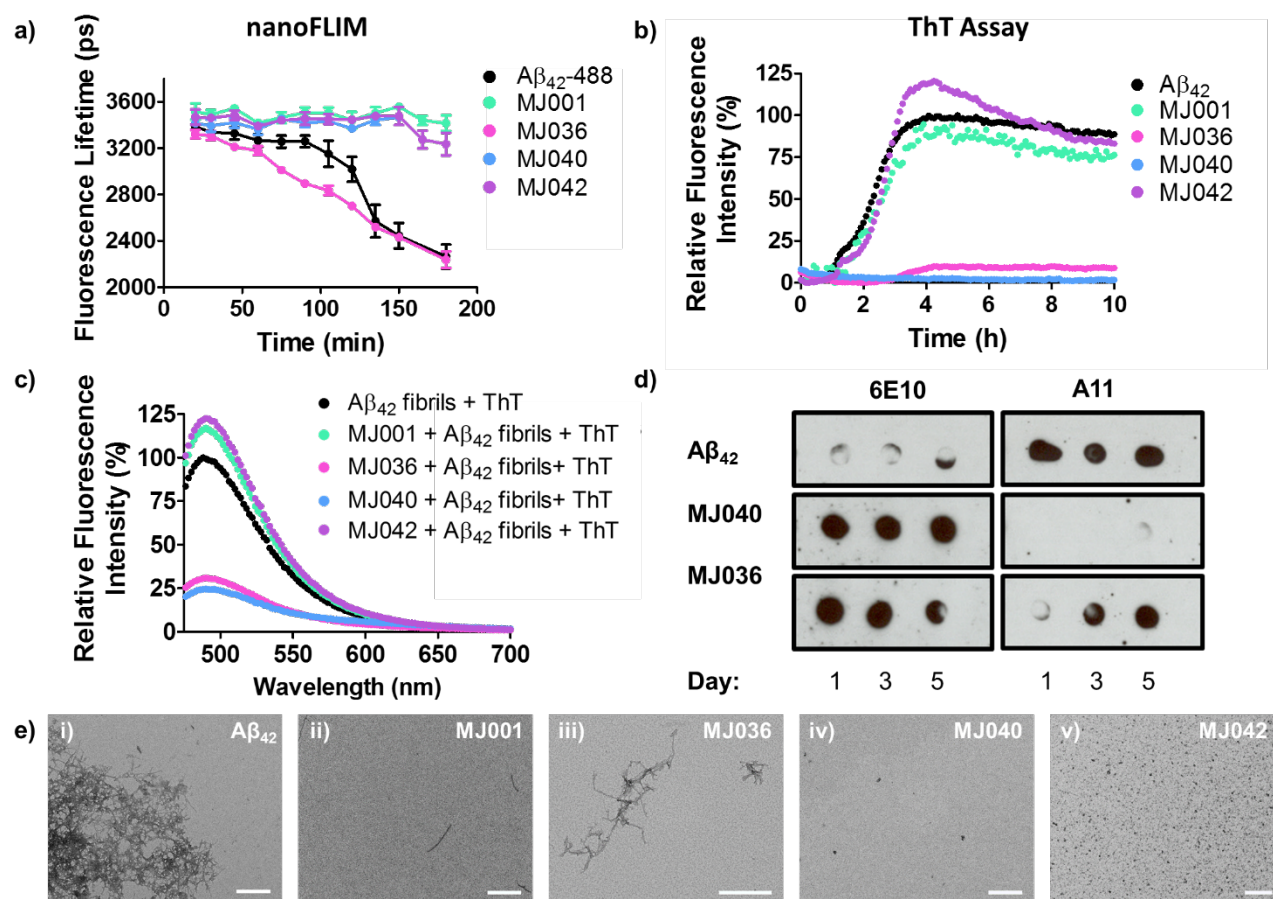 a)
nanoFLIM
Fluorescence Lifetime (ps)
3600
3200
2800
2400
2000
0 50 100 150 200
Time (min)
Aβ₄₂-488
MJ001
MJ036
MJ040
MJ042
b)
ThT Assay
Relative Fluorescence
Intensity (%)
125
100
75
50
25
0
0 2 4 6 8 10
Time (h)
Aβ₄₂
MJ001
MJ036
MJ040
MJ042
c)
Relative Fluorescence
Intensity (%)
125
100
75
50
25
0
500 550 600 650 700
Wavelength (nm)
Aβ₄₂ fibrils + ThT
MJ001 + Aβ₄₂ fibrils + ThT
MJ036 + Aβ₄₂ fibrils+ ThT
MJ040 + Aβ₄₂ fibrils+ ThT
MJ042 + Aβ₄₂ fibrils + ThT
d)
6E10 A11
Aβ₄₂
MJ040
MJ036
Day: 1 3 5 1 3 5
e)
i) Aβ₄₂
ii) MJ001
iii) MJ036
iv) MJ040
v) MJ042